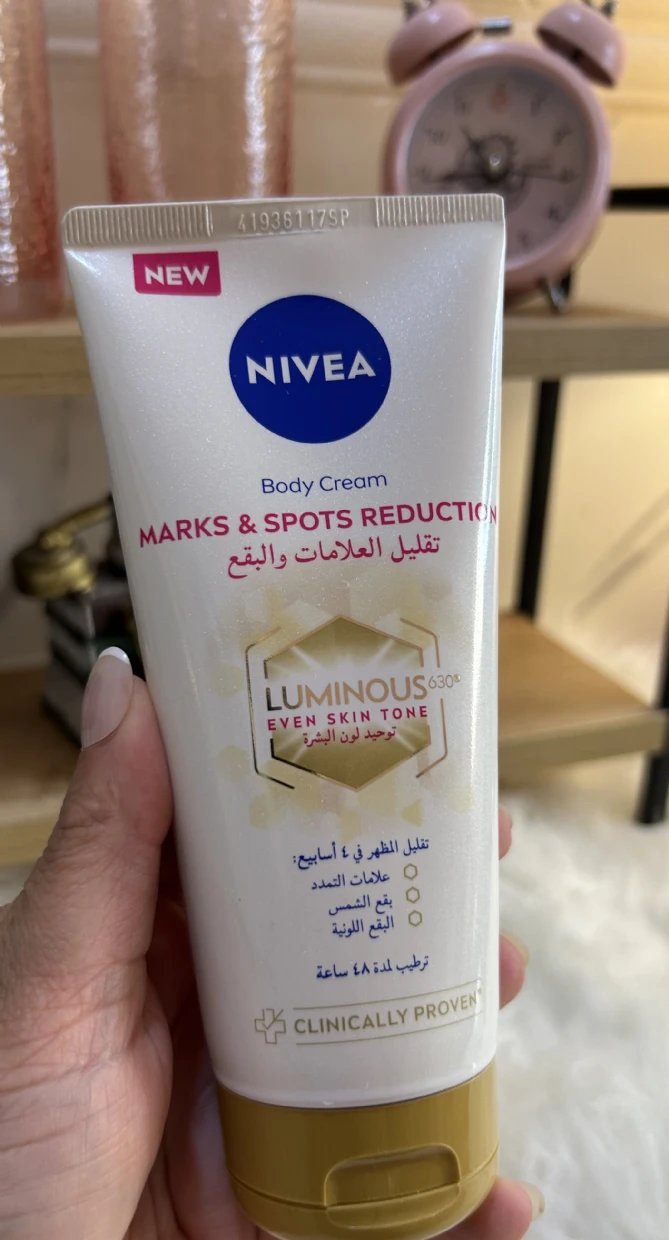 41936117SP
NEW
NIVEA
Body Cream
MARKS & SPOTS REDUCTION
تقليل العلامات والبقع
LUMINOUS630®
EVEN SKIN TONE
توحيد لون البشرة
تقليل المظهر في ٤ أسابيع:
علامات التمدد
بقع الشمس
البقع اللونية
ترطيب لمدة ٤٨ ساعة
CLINICALLY PROVEN*